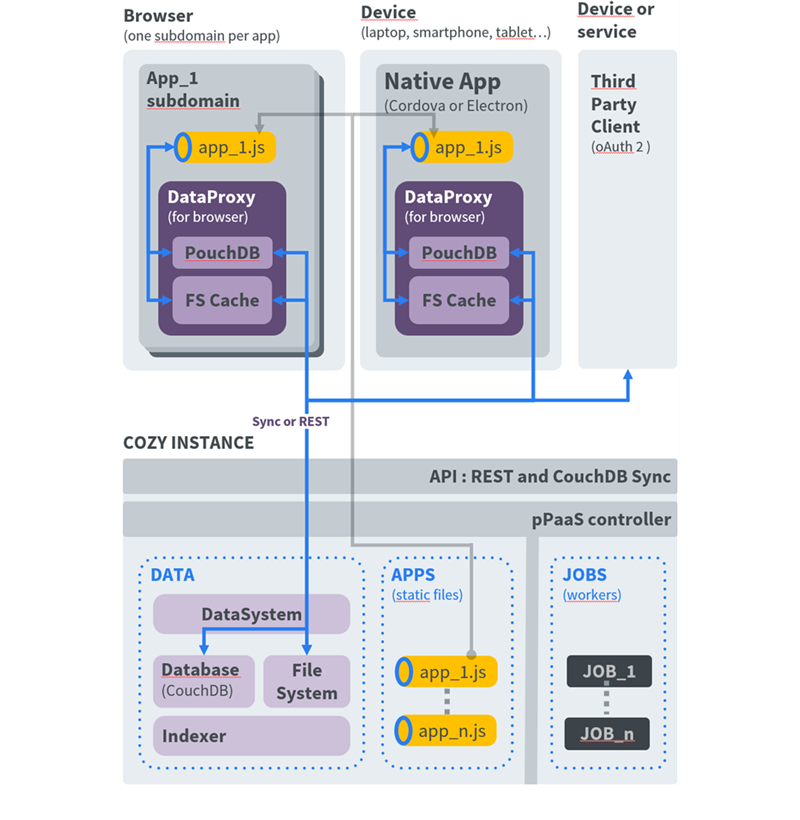 Browser
(one subdomain per app)
App_1
subdomain
app_1.js
DataProxy
(for browser)
PouchDB
FS Cache
Device
(laptop, smartphone, tablet…)
Native App
(Cordova or Electron)
app_1.js
DataProxy
(for browser)
PouchDB
FS Cache
Device or
service
Third
Party
Client
(oAuth 2 )
Sync or REST
COZY INSTANCE
API : REST and CouchDB Sync
pPaaS controller
DATA
DataSystem
Database
(CouchDB)
File
System
Indexer
APPS
(static files)
app_1.js
app_n.js
JOBS
(workers)
JOB_1
JOB_n